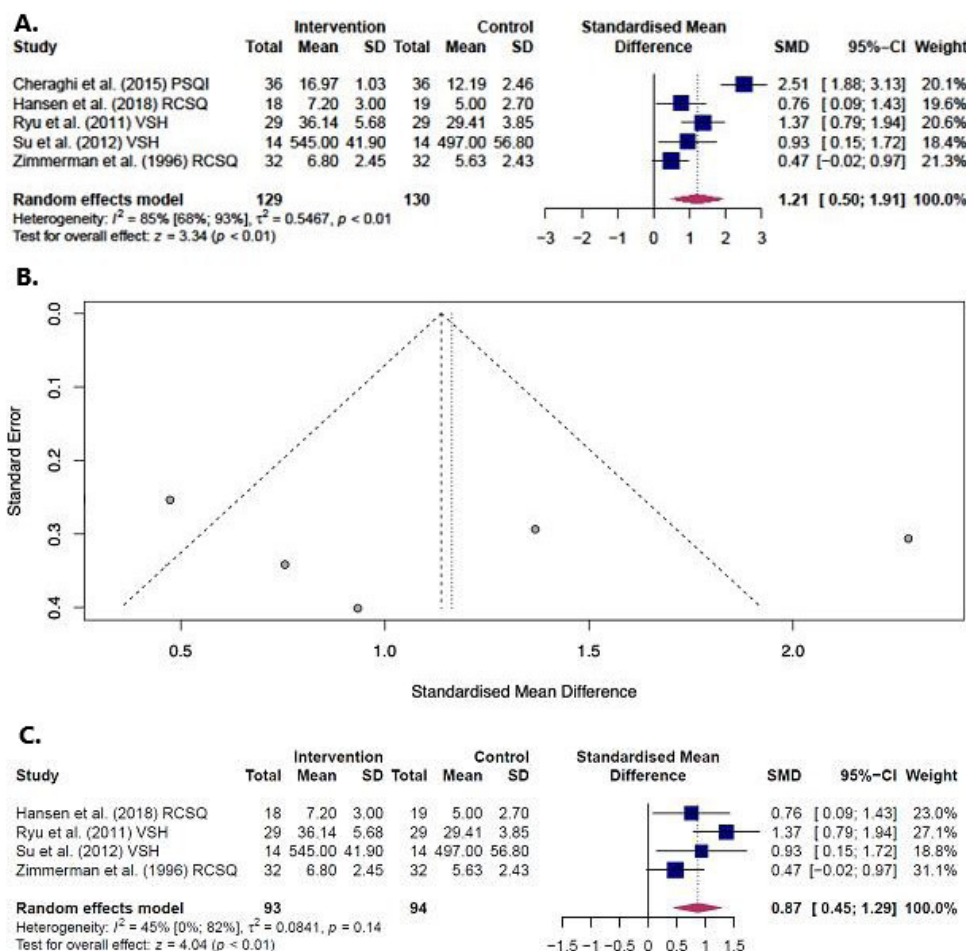 A.
Intervention Control Standardised Mean
Study Total Mean SD Total Mean SD Difference SMD 95%−CI Weight
Cheraghi et al. (2015) PSQI 36 16.97 1.03 36 12.19 2.46 2.51 [ 1.88; 3.13] 20.1%
Hansen et al. (2018) RCSQ 18 7.20 3.00 19 5.00 2.70 0.76 [ 0.09; 1.43] 19.6%
Ryu et al. (2011) VSH 29 36.14 5.68 29 29.41 3.85 1.37 [ 0.79; 1.94] 20.6%
Su et al. (2012) VSH 14 545.00 41.90 14 497.00 56.80 0.93 [ 0.15; 1.72] 18.4%
Zimmerman et al. (1996) RCSQ 32 6.80 2.45 32 5.63 2.43 0.47 [−0.02; 0.97] 21.3%
Random effects model 129 130 1.21 [ 0.50; 1.91] 100.0%
Heterogeneity: I² = 85% [68%; 93%], τ² = 0.5467, p < 0.01
Test for overall effect: z = 3.34 (p < 0.01)
−3 −2 −1 0 1 2 3
B.
Standard Error
0.0
0.1
0.2
0.3
0.4
0.5 1.0 1.5 2.0
Standardised Mean Difference
C.
Intervention Control Standardised Mean
Study Total Mean SD Total Mean SD Difference SMD 95%−CI Weight
Hansen et al. (2018) RCSQ 18 7.20 3.00 19 5.00 2.70 0.76 [ 0.09; 1.43] 23.0%
Ryu et al. (2011) VSH 29 36.14 5.68 29 29.41 3.85 1.37 [ 0.79; 1.94] 27.1%
Su et al. (2012) VSH 14 545.00 41.90 14 497.00 56.80 0.93 [ 0.15; 1.72] 18.8%
Zimmerman et al. (1996) RCSQ 32 6.80 2.45 32 5.63 2.43 0.47 [−0.02; 0.97] 31.1%
Random effects model 93 94 0.87 [ 0.45; 1.29] 100.0%
Heterogeneity: I² = 45% [0%; 82%], τ² = 0.0841, p = 0.14
Test for overall effect: z = 4.04 (p < 0.01)
−1.5 −0.5 0 0.5 1 1.5